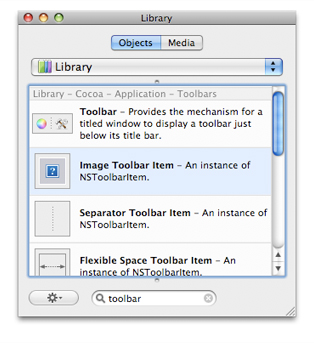 Library
Objects Media
Library
Library – Cocoa – Application – Toolbars
Toolbar – Provides the mechanism for a
titled window to display a toolbar just
below its title bar.
Image Toolbar Item – An instance of
NSToolbarItem.
Separator Toolbar Item – An instance of
NSToolbarItem.
Flexible Space Toolbar Item – An
instance of NSToolbarItem.
toolbar